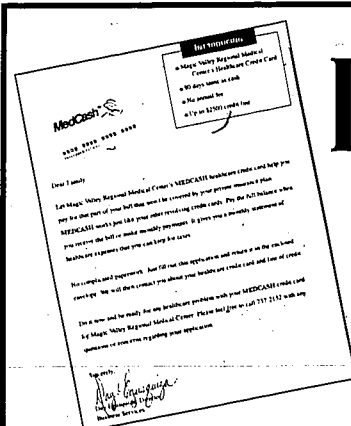 Introducing
• Magic Valley Regional Medical
Center's Healthcare Credit Card
• 90 days same as cash
• No annual fee
• Up to $2500 credit line
MedCash
Dear Family
Let Magic Valley Regional Medical Center's MEDCASH healthcare credit card help you
pay for that part of your bill that won't be covered by your present insurance plan
MEDCASH works just like your other revolving credit cards. Pay the full balance when
you receive the bill or make monthly payments. It gives you a monthly statement of
healthcare expenses that you can keep for taxes
No complicated paperwork. Just fill out this application and return it in the enclosed
envelope. We will then contact you about your healthcare credit card and line of credit
Do it now and be ready for any healthcare problem with your MEDCASH credit card
for Magic Valley Regional Medical Center. Please feel free to call 737 2152 with any
questions or concerns regarding your application.
Sincerely,
Business Services